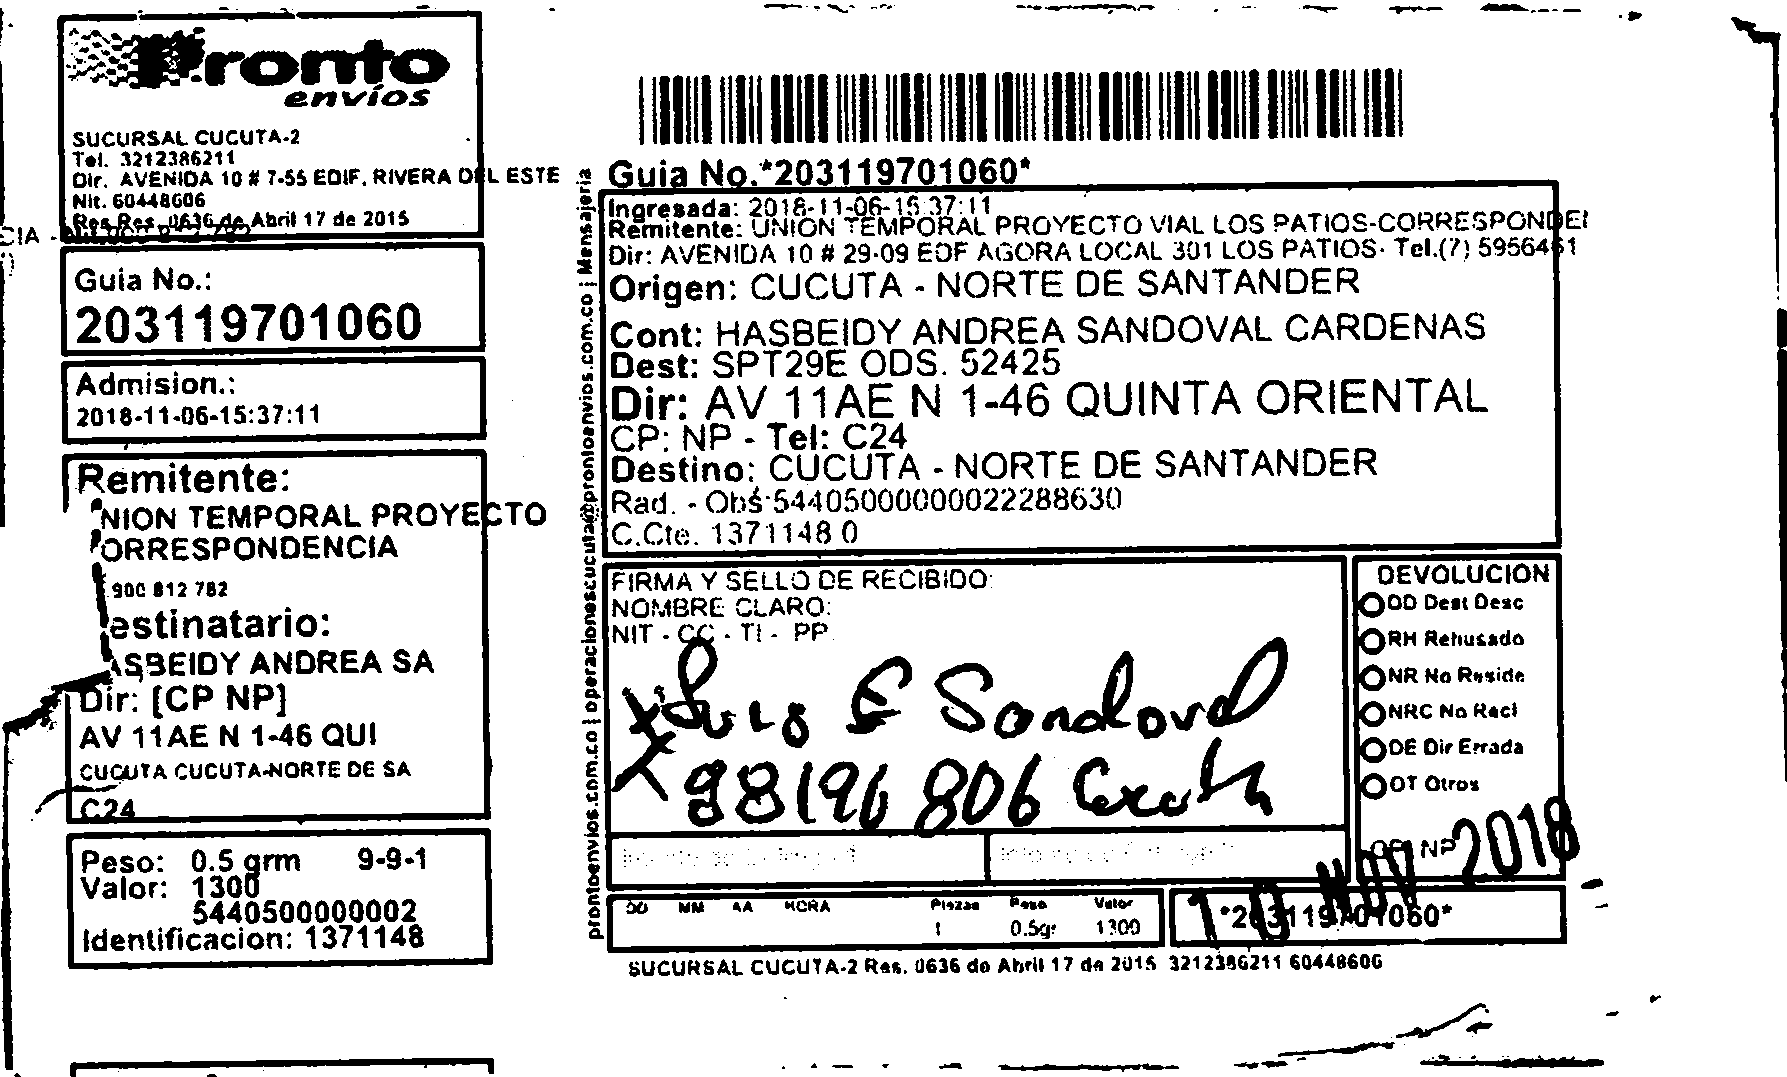 Pronto
envíos
SUCURSAL CUCUTA-2
Tel. 3212386211
Dir. AVENIDA 10 # 7-55 EDIF. RIVERA DEL ESTE
Nit. 60448606
Res Res. 0636 de Abril 17 de 2015
Guia No.:
203119701060
Admision.:
2018-11-06-15:37:11
Remitente:
NION TEMPORAL PROYECTO
ORRESPONDENCIA
900 812 782
estinatario:
ASBEIDY ANDREA SA
Dir: [CP NP]
AV 11AE N 1-46 QUI
CUCUTA CUCUTA-NORTE DE SA
C24
Peso: 0.5 grm 9-9-1
Valor: 1300
5440500000002
Identificacion: 1371148
prontoenvios.com.co | operacionescucuta@prontoenvios.com.co | Mensajeria
Guia No.*203119701060*
Ingresada: 2018-11-06-15:37:11
Remitente: UNION TEMPORAL PROYECTO VIAL LOS PATIOS-CORRESPONDEI
Dir: AVENIDA 10 # 29-09 EDF AGORA LOCAL 301 LOS PATIOS- Tel.(7) 5956461
Origen: CUCUTA - NORTE DE SANTANDER
Cont: HASBEIDY ANDREA SANDOVAL CARDENAS
Dest: SPT29E ODS. 52425
Dir: AV 11AE N 1-46 QUINTA ORIENTAL
CP: NP - Tel: C24
Destino: CUCUTA - NORTE DE SANTANDER
Rad. - Obs:544050000000022288630
C.Cte. 1371148 0
FIRMA Y SELLO DE RECIBIDO:
NOMBRE CLARO:
NIT - CC - TI - PP
X Luis E Sandoval
X 88196806 Cucuta
DEVOLUCION
DD Dest Desc
RH Rehusado
NR No Reside
NRC No Recl
DE Dir Errada
OT Otros
CP: NP
10 NOV 2018
DD MM AA HORA Piezas Peso Valor
1 0.5gr 1300
*203119701060*
SUCURSAL CUCUTA-2 Res. 0636 de Abril 17 de 2015 3212386211 60448606